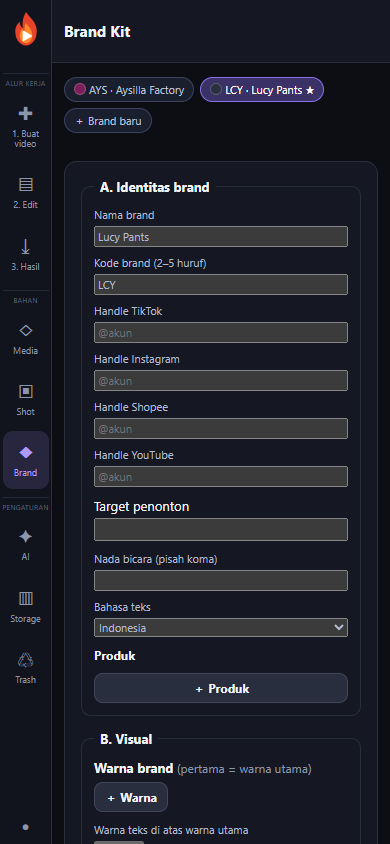 Brand Kit
ALUR KERJA
1. Buat
video
2. Edit
3. Hasil
BAHAN
Media
Shot
Brand
PENGATURAN
AI
Storage
Trash
AYS · Aysilla Factory
LCY · Lucy Pants ★
+ Brand baru
A. Identitas brand
Nama brand
Lucy Pants
Kode brand (2–5 huruf)
LCY
Handle TikTok
@akun
Handle Instagram
@akun
Handle Shopee
@akun
Handle YouTube
@akun
Target penonton
Nada bicara (pisah koma)
Bahasa teks
Indonesia
Produk
+ Produk
B. Visual
Warna brand (pertama = warna utama)
+ Warna
Warna teks di atas warna utama